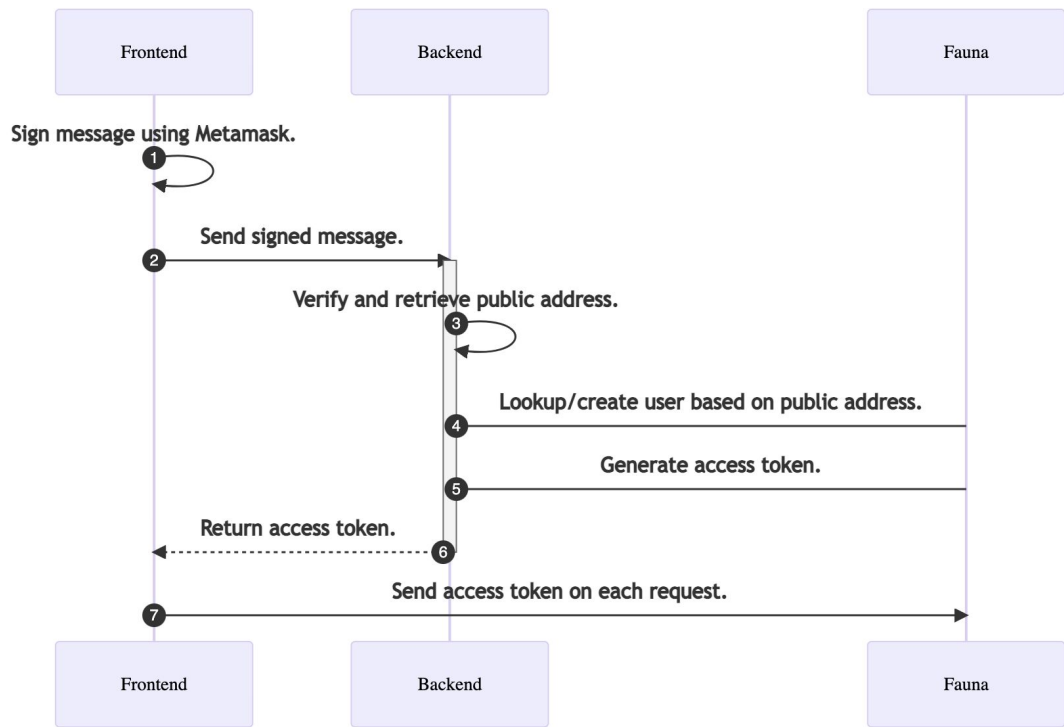 Frontend
Backend
Fauna
Sign message using Metamask.
1
Send signed message.
2
Verify and retrieve public address.
3
Lookup/create user based on public address.
4
Generate access token.
5
Return access token.
6
Send access token on each request.
7
Frontend
Backend
Fauna